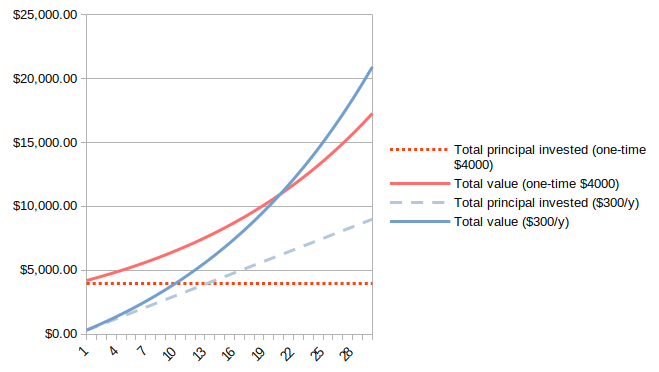 $25,000.00
$20,000.00
$15,000.00
$10,000.00
$5,000.00
$0.00
1 4 7 10 13 16 19 22 25 28
Total principal invested (one-time
$4000)
Total value (one-time $4000)
Total principal invested ($300/y)
Total value ($300/y)